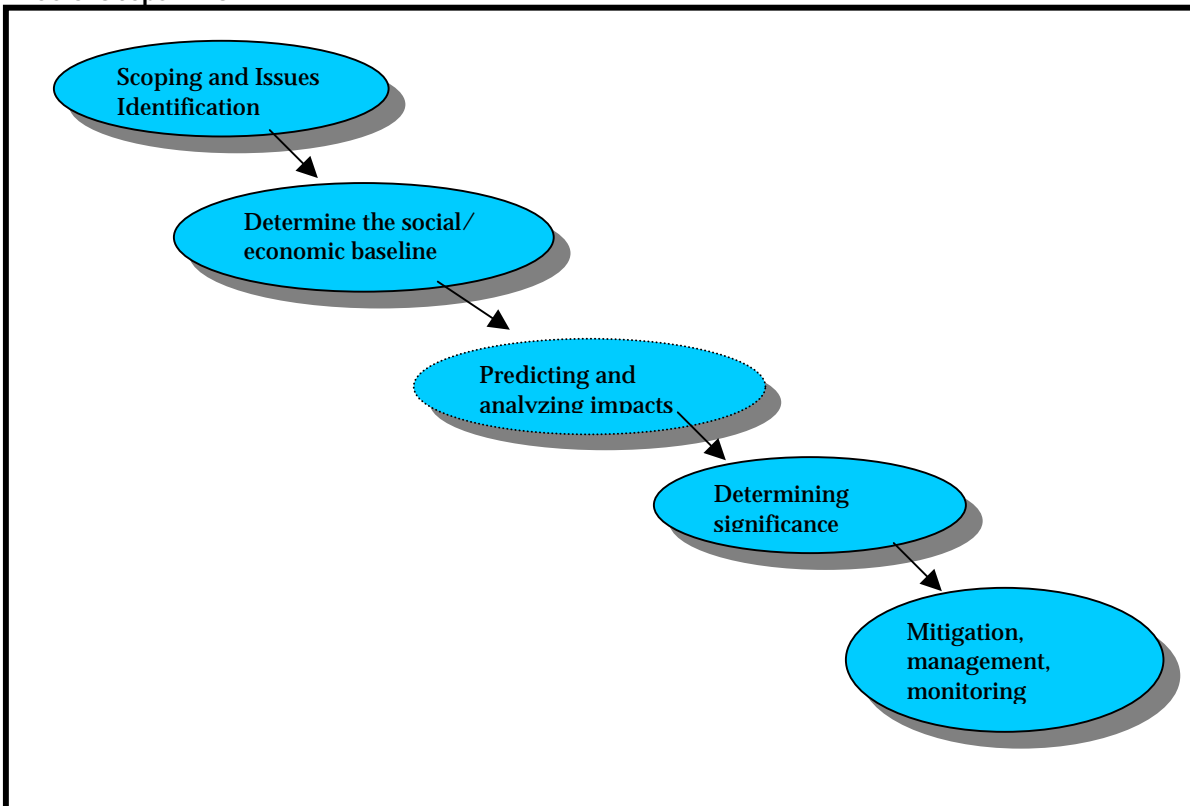 Scoping and Issues
Identification
Determine the social/
economic baseline
Predicting and
analyzing impacts
Determining
significance
Mitigation,
management,
monitoring